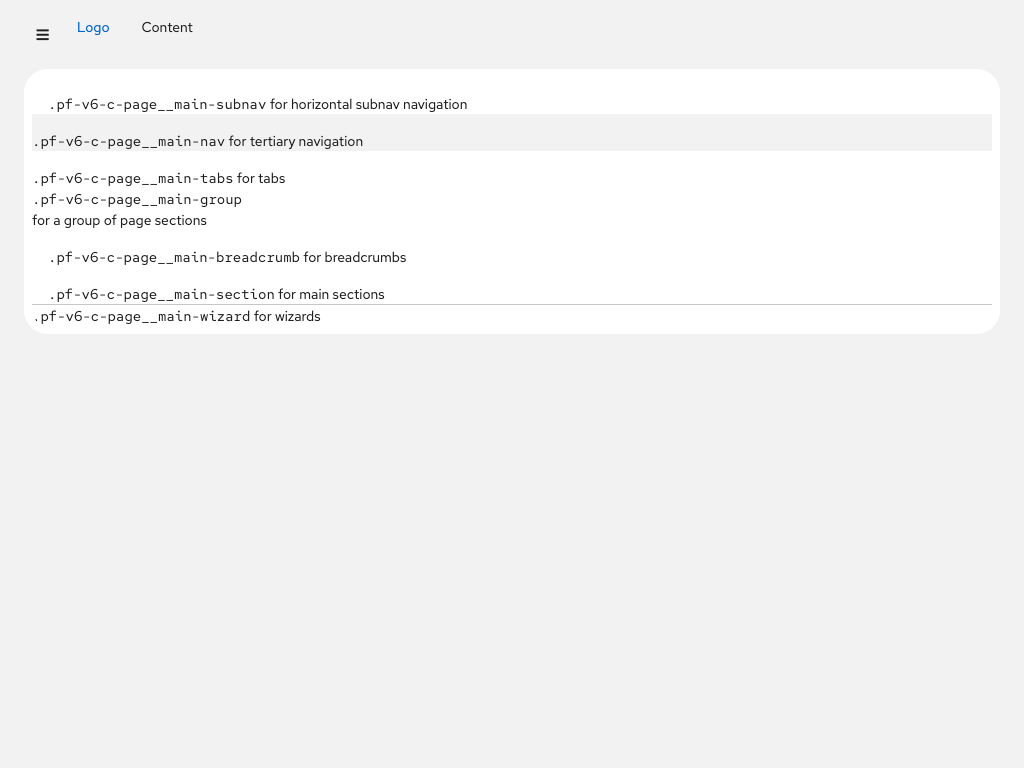 Logo Content
.pf-v6-c-page__main-subnav for horizontal subnav navigation
.pf-v6-c-page__main-nav for tertiary navigation
.pf-v6-c-page__main-tabs for tabs
.pf-v6-c-page__main-group
for a group of page sections
.pf-v6-c-page__main-breadcrumb for breadcrumbs
.pf-v6-c-page__main-section for main sections
.pf-v6-c-page__main-wizard for wizards